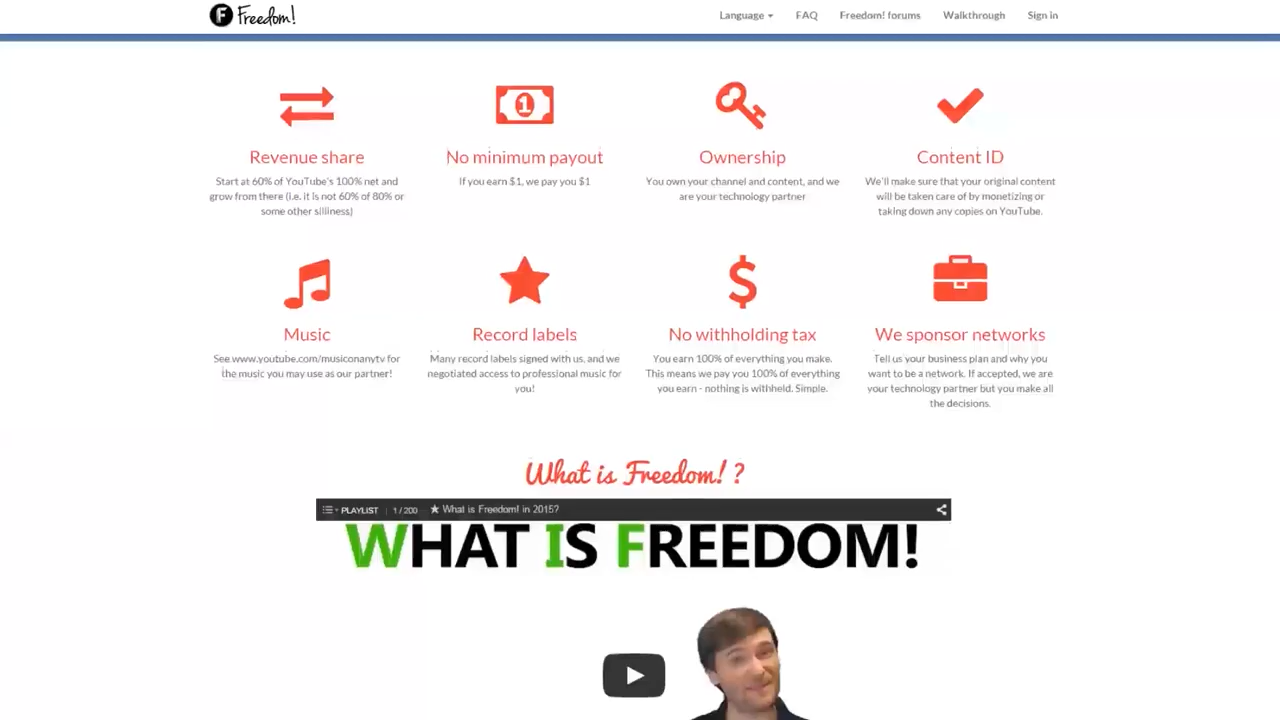 F Freedom!
Language FAQ Freedom! forums Walkthrough Sign in
1
Revenue share
Start at 60% of YouTube's 100% net and
grow from there (i.e. it is not 60% of 80% or
some other silliness)
No minimum payout
If you earn $1, we pay you $1
Ownership
You own your channel and content, and we
are your technology partner
Content ID
We'll make sure that your original content
will be taken care of by monetizing or
taking down any copies on YouTube.
$
Music
See www.youtube.com/musiconanytv for
the music you may use as our partner!
Record labels
Many record labels signed with us, and we
negotiated access to professional music for
you!
No withholding tax
You earn 100% of everything you make.
This means we pay you 100% of everything
you earn - nothing is withheld. Simple.
We sponsor networks
Tell us your business plan and why you
want to be a network. If accepted, we are
your technology partner but you make all
the decisions.
What is Freedom! ?
PLAYLIST | 1 / 200 ★ What is Freedom! in 2015?
WHAT IS FREEDOM!